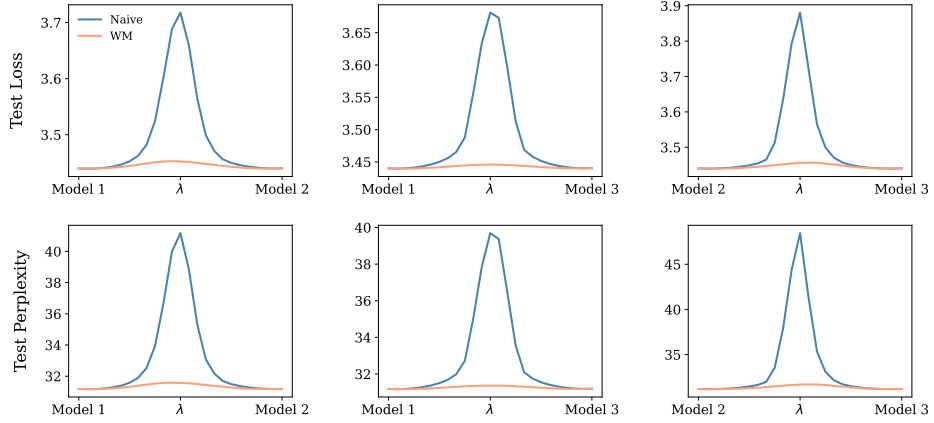 Test Loss
3.7
3.6
3.5
Naive
WM
Model 1
λ
Model 2
3.65
3.60
3.55
3.50
3.45
Model 1
λ
Model 3
3.9
3.8
3.7
3.6
3.5
Model 2
λ
Model 3
Test Perplexity
40
38
36
34
32
Model 1
λ
Model 2
40
38
36
34
32
Model 1
λ
Model 3
45
40
35
Model 2
λ
Model 3